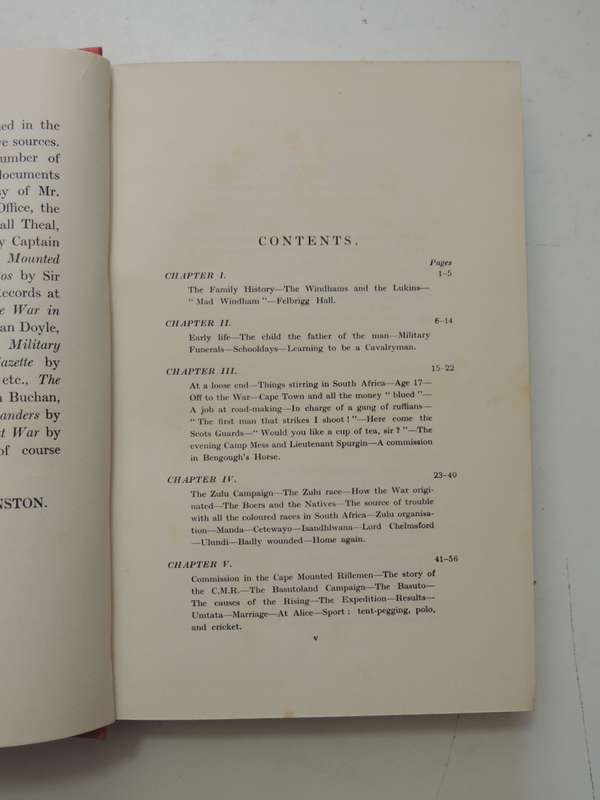 ed in the
e sources.
umber of
documents
sy of Mr.
Office, the
all Theal,
y Captain
Mounted
os by Sir
Records at
e War in
an Doyle,
Military
azette by
etc., The
n Buchan,
anders by
t War by
of course
NSTON.
CONTENTS.
Pages
CHAPTER I. 1–5
The Family History—The Windhams and the Lukins—
“ Mad Windham ”—Felbrigg Hall.
CHAPTER II. 6–14
Early life—The child the father of the man—Military
Funerals—Schooldays—Learning to be a Cavalryman.
CHAPTER III. 15–22
At a loose end—Things stirring in South Africa—Age 17—
Off to the War—Cape Town and all the money “ blued ”—
A job at road-making—In charge of a gang of ruffians—
“ The first man that strikes I shoot ! ”—Here come the
Scots Guards—“ Would you like a cup of tea, sir ? ”—The
evening Camp Mess and Lieutenant Spurgin—A commission
in Bengough's Horse.
CHAPTER IV. 23–40
The Zulu Campaign—The Zulu race—How the War origi-
nated—The Boers and the Natives—The source of trouble
with all the coloured races in South Africa—Zulu organisa-
tion—Manda—Cetewayo—Isandhlwana—Lord Chelmsford
—Ulundi—Badly wounded—Home again.
CHAPTER V. 41–56
Commission in the Cape Mounted Riflemen—The story of
the C.M.R.—The Basutoland Campaign—The Basuto—
The causes of the Rising—The Expedition—Results—
Umtata—Marriage—At Alice—Sport : tent-pegging, polo,
and cricket.
v